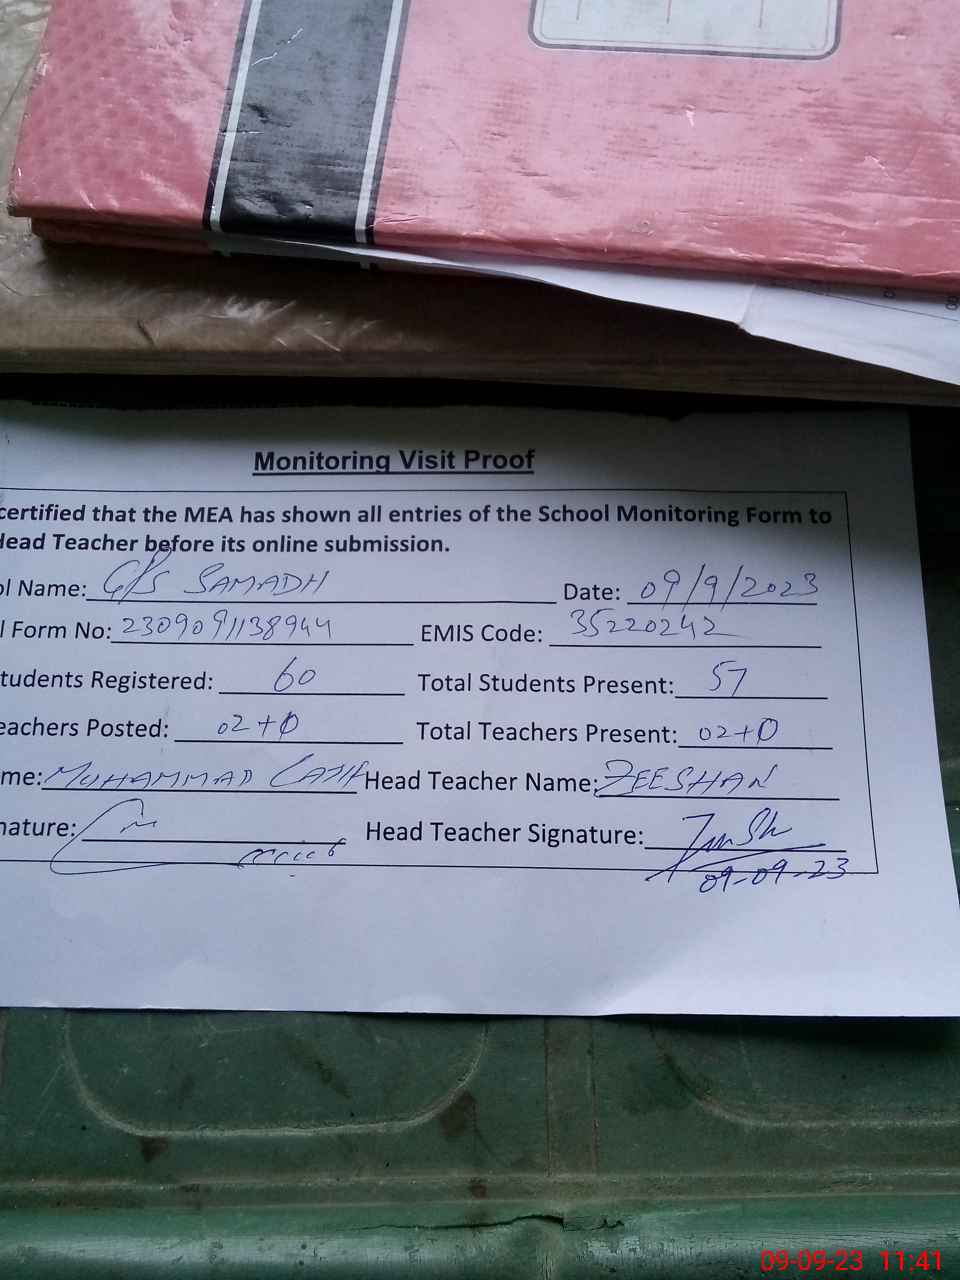 Monitoring Visit Proof
certified that the MEA has shown all entries of the School Monitoring Form to
Head Teacher before its online submission.
ol Name: G/S SAMADH Date: 09/9/2023
l Form No: 2309091138944 EMIS Code: 35220242
tudents Registered: 60 Total Students Present: 57
eachers Posted: 02+0 Total Teachers Present: 02+0
me: MUHAMMAD LATIF Head Teacher Name: ZEESHAN
nature: Head Teacher Signature:
09-09-23
09-09-23 11:41